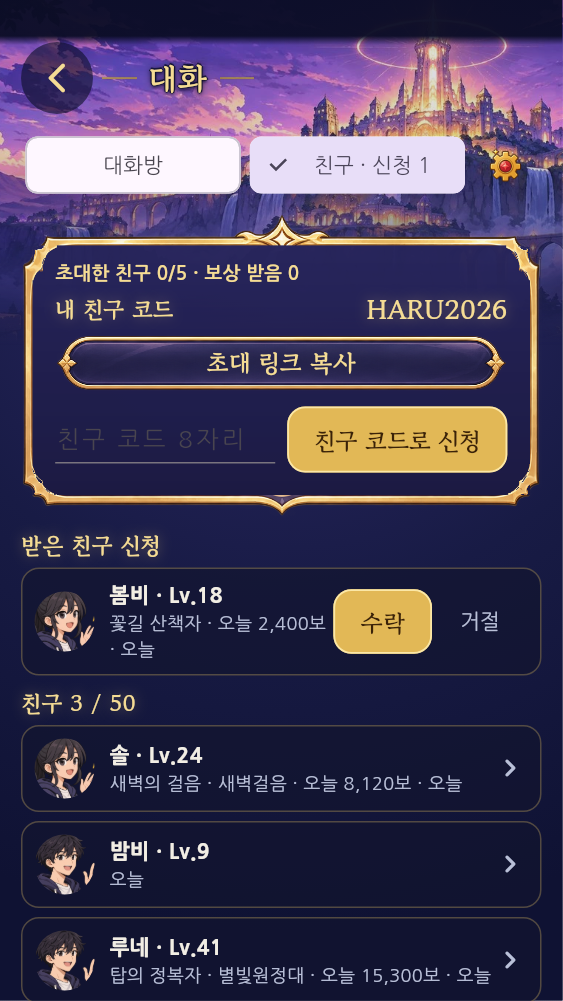 대화
대화방
친구 · 신청 1
초대한 친구 0/5 · 보상 받음 0
내 친구 코드 HARU2026
초대 링크 복사
친구 코드 8자리
친구 코드로 신청
받은 친구 신청
봄비 · Lv.18
꽃길 산책자 · 오늘 2,400보
· 오늘
수락
거절
친구 3 / 50
솔 · Lv.24
새벽의 걸음 · 새벽걸음 · 오늘 8,120보 · 오늘
밤비 · Lv.9
오늘
루네 · Lv.41
탑의 정복자 · 별빛원정대 · 오늘 15,300보 · 오늘